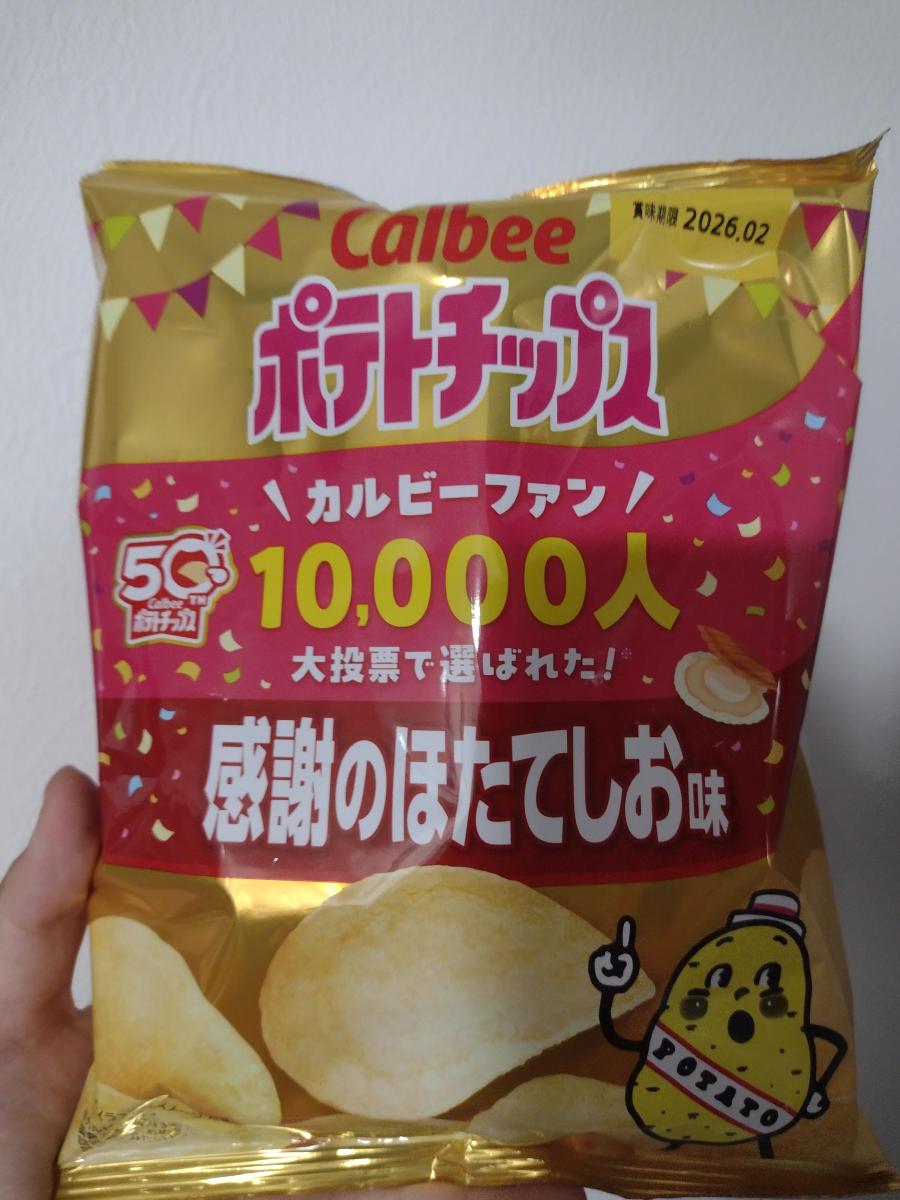 Calbee
賞味期限 2026.02
ポテトチップス
カルビーファン
10,000人
大投票で選ばれた!※
50TH
Calbee
ポテトチップス
感謝のほたてしお味
POTATO